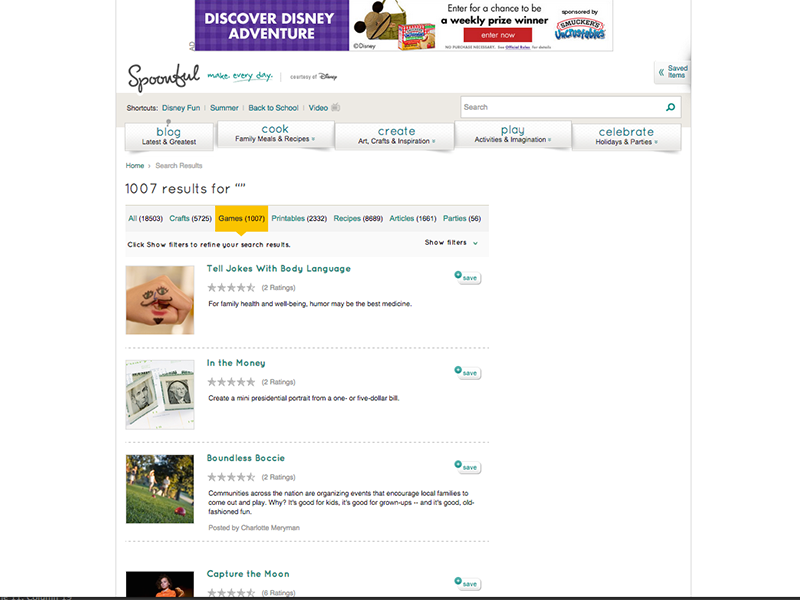 DISCOVER DISNEY
ADVENTURE
©Disney
Enter for a chance to be
a weekly prize winner
enter now
NO PURCHASE NECESSARY. See Official Rules for details
sponsored by
SMUCKER'S
Uncrustables
AD
Spoonful make every day. courtesy of Disney
« Saved
Items
Shortcuts: Disney Fun | Summer | Back to School | Video
Search
blog
Latest & Greatest
cook
Family Meals & Recipes
create
Art, Crafts & Inspiration
play
Activities & Imagination
celebrate
Holidays & Parties
Home › Search Results
1007 results for “”
All (18503) Crafts (5725) Games (1007) Printables (2332) Recipes (8689) Articles (1661) Parties (56)
Click Show filters to refine your search results. Show filters
Tell Jokes With Body Language
save
(2 Ratings)
For family health and well-being, humor may be the best medicine.
In the Money
save
(2 Ratings)
Create a mini presidential portrait from a one- or five-dollar bill.
Boundless Boccie
save
(2 Ratings)
Communities across the nation are organizing events that encourage local families to
come out and play. Why? It's good for kids, it's good for grown-ups -- and it's good, old-
fashioned fun.
Posted by Charlotte Meryman
Capture the Moon
save
(6 Ratings)